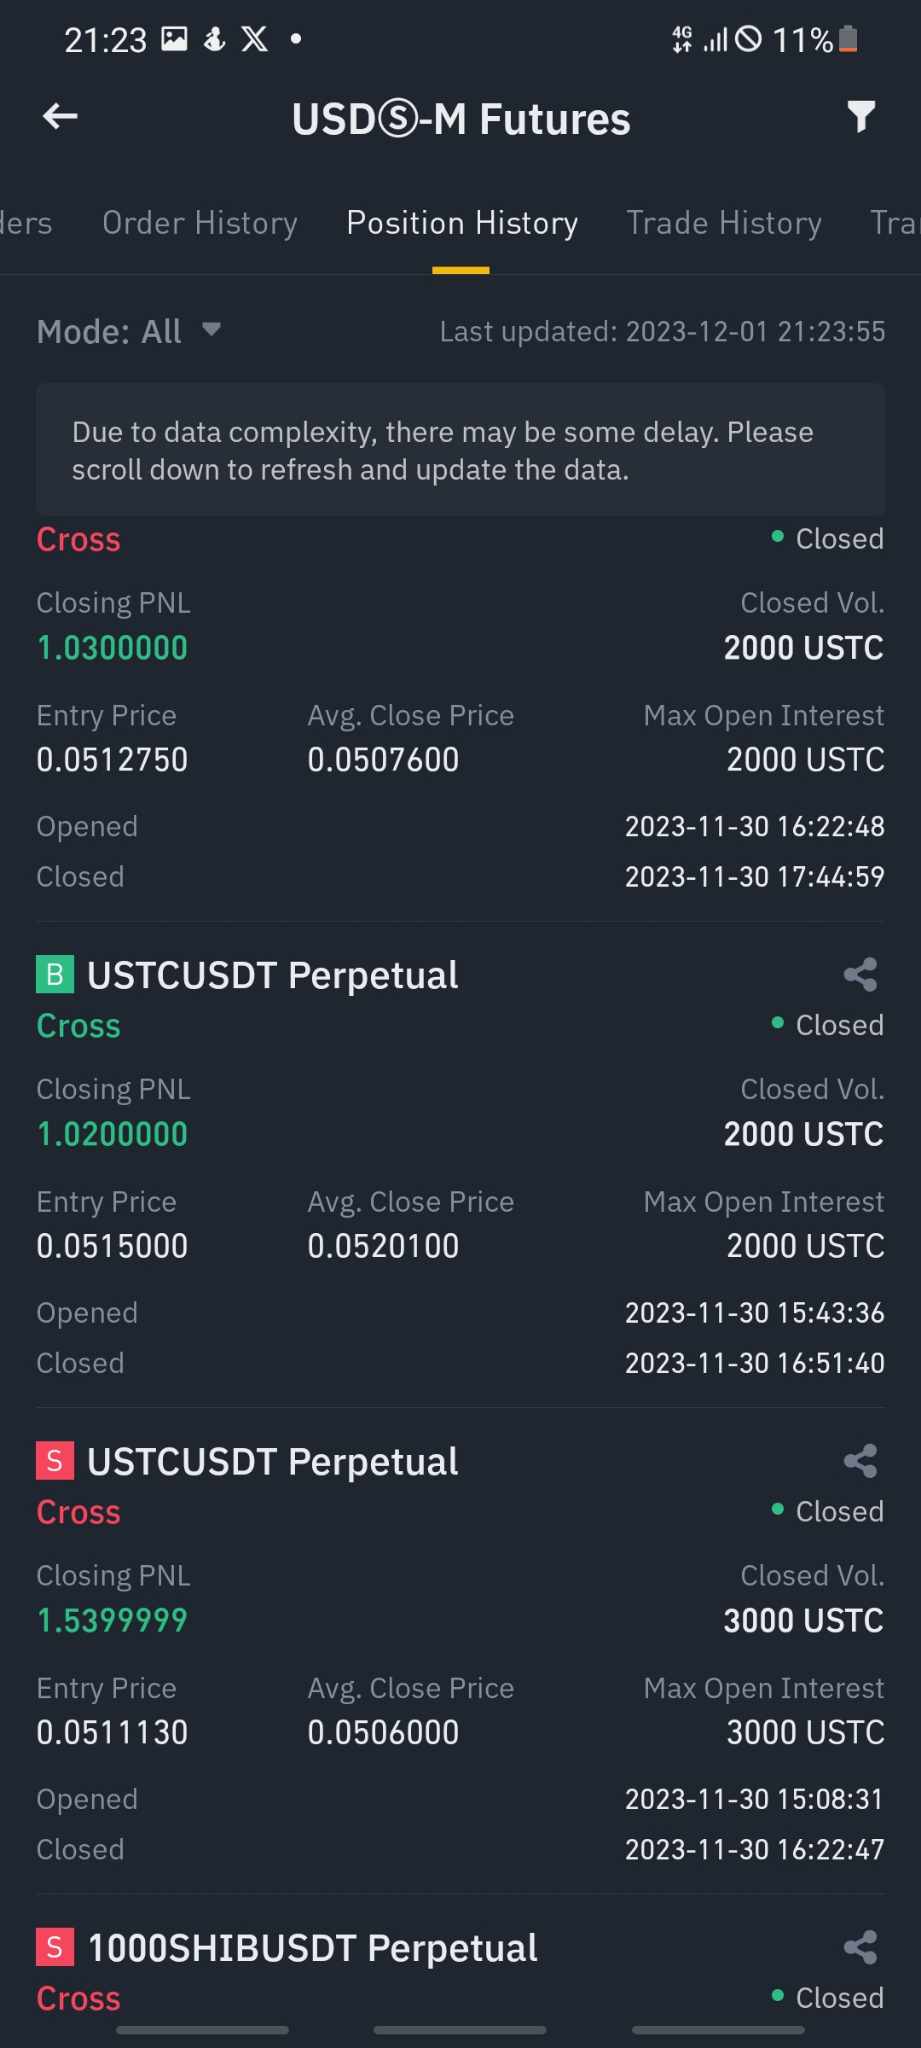 21:23 4G 11%
USDⓈ-M Futures
ders Order History Position History Trade History Tra
Mode: All Last updated: 2023-12-01 21:23:55
Due to data complexity, there may be some delay. Please
scroll down to refresh and update the data.
Cross Closed
Closing PNL Closed Vol.
1.0300000 2000 USTC
Entry Price Avg. Close Price Max Open Interest
0.0512750 0.0507600 2000 USTC
Opened 2023-11-30 16:22:48
Closed 2023-11-30 17:44:59
B USTCUSDT Perpetual
Cross Closed
Closing PNL Closed Vol.
1.0200000 2000 USTC
Entry Price Avg. Close Price Max Open Interest
0.0515000 0.0520100 2000 USTC
Opened 2023-11-30 15:43:36
Closed 2023-11-30 16:51:40
S USTCUSDT Perpetual
Cross Closed
Closing PNL Closed Vol.
1.5399999 3000 USTC
Entry Price Avg. Close Price Max Open Interest
0.0511130 0.0506000 3000 USTC
Opened 2023-11-30 15:08:31
Closed 2023-11-30 16:22:47
S 1000SHIBUSDT Perpetual
Cross Closed